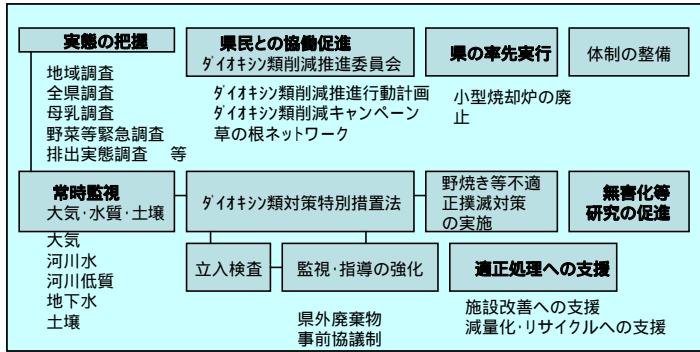 実態の把握
地域調査
全県調査
母乳調査
野菜等緊急調査
排出実態調査　等
県民との協働促進
ﾀﾞｲｵｷｼﾝ類削減推進委員会
ﾀﾞｲｵｷｼﾝ類削減推進行動計画
ﾀﾞｲｵｷｼﾝ類削減ｷｬﾝﾍﾟｰﾝ
草の根ﾈｯﾄﾜｰｸ
県の率先実行
小型焼却炉の廃
止
体制の整備
常時監視
大気･水質･土壌
大気
河川水
河川低質
地下水
土壌
ﾀﾞｲｵｷｼﾝ類対策特別措置法
野焼き等不適
正撲滅対策
の実施
無害化等
研究の促進
立入検査
監視･指導の強化
県外廃棄物
事前協議制
適正処理への支援
施設改善への支援
減量化･ﾘｻｲｸﾙへの支援